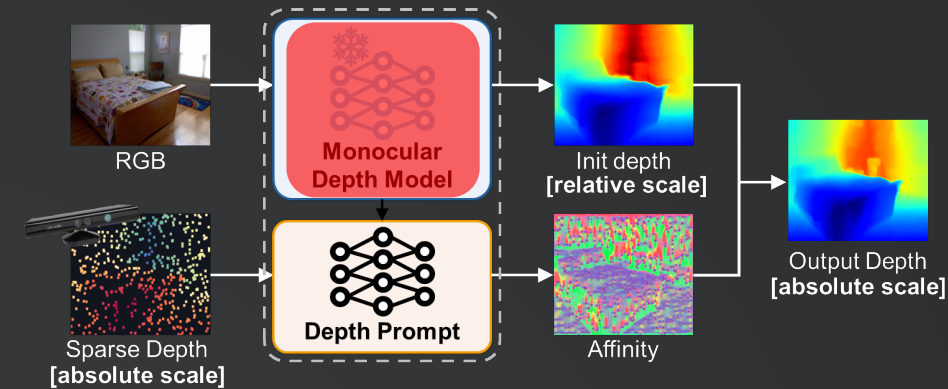 RGB
Monocular
Depth Model
Init depth
[relative scale]
Sparse Depth
[absolute scale]
Depth Prompt
Affinity
Output Depth
[absolute scale]